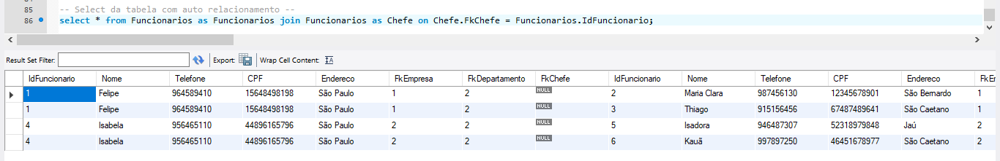 85 -- Select da tabela com auto relacionamento --
86 select * from Funcionarios as Funcionarios join Funcionarios as Chefe on Chefe.FkChefe = Funcionarios.IdFuncionario;
Result Set Filter: Export: Wrap Cell Content:
IdFuncionario Nome Telefone CPF Endereco FkEmpresa FkDepartamento FkChefe IdFuncionario Nome Telefone CPF Endereco FkE
1 Felipe 964589410 15648498198 São Paulo 1 2 NULL 2 Maria Clara 987456130 12345678901 São Bernardo 1
1 Felipe 964589410 15648498198 São Paulo 1 2 NULL 3 Thiago 915156456 67487489641 São Caetano 1
4 Isabela 956465110 44896165796 São Paulo 2 2 NULL 5 Isadora 946487307 52318979848 Jaú 2
4 Isabela 956465110 44896165796 São Paulo 2 2 NULL 6 Kauã 997897250 46451678977 São Caetano 2